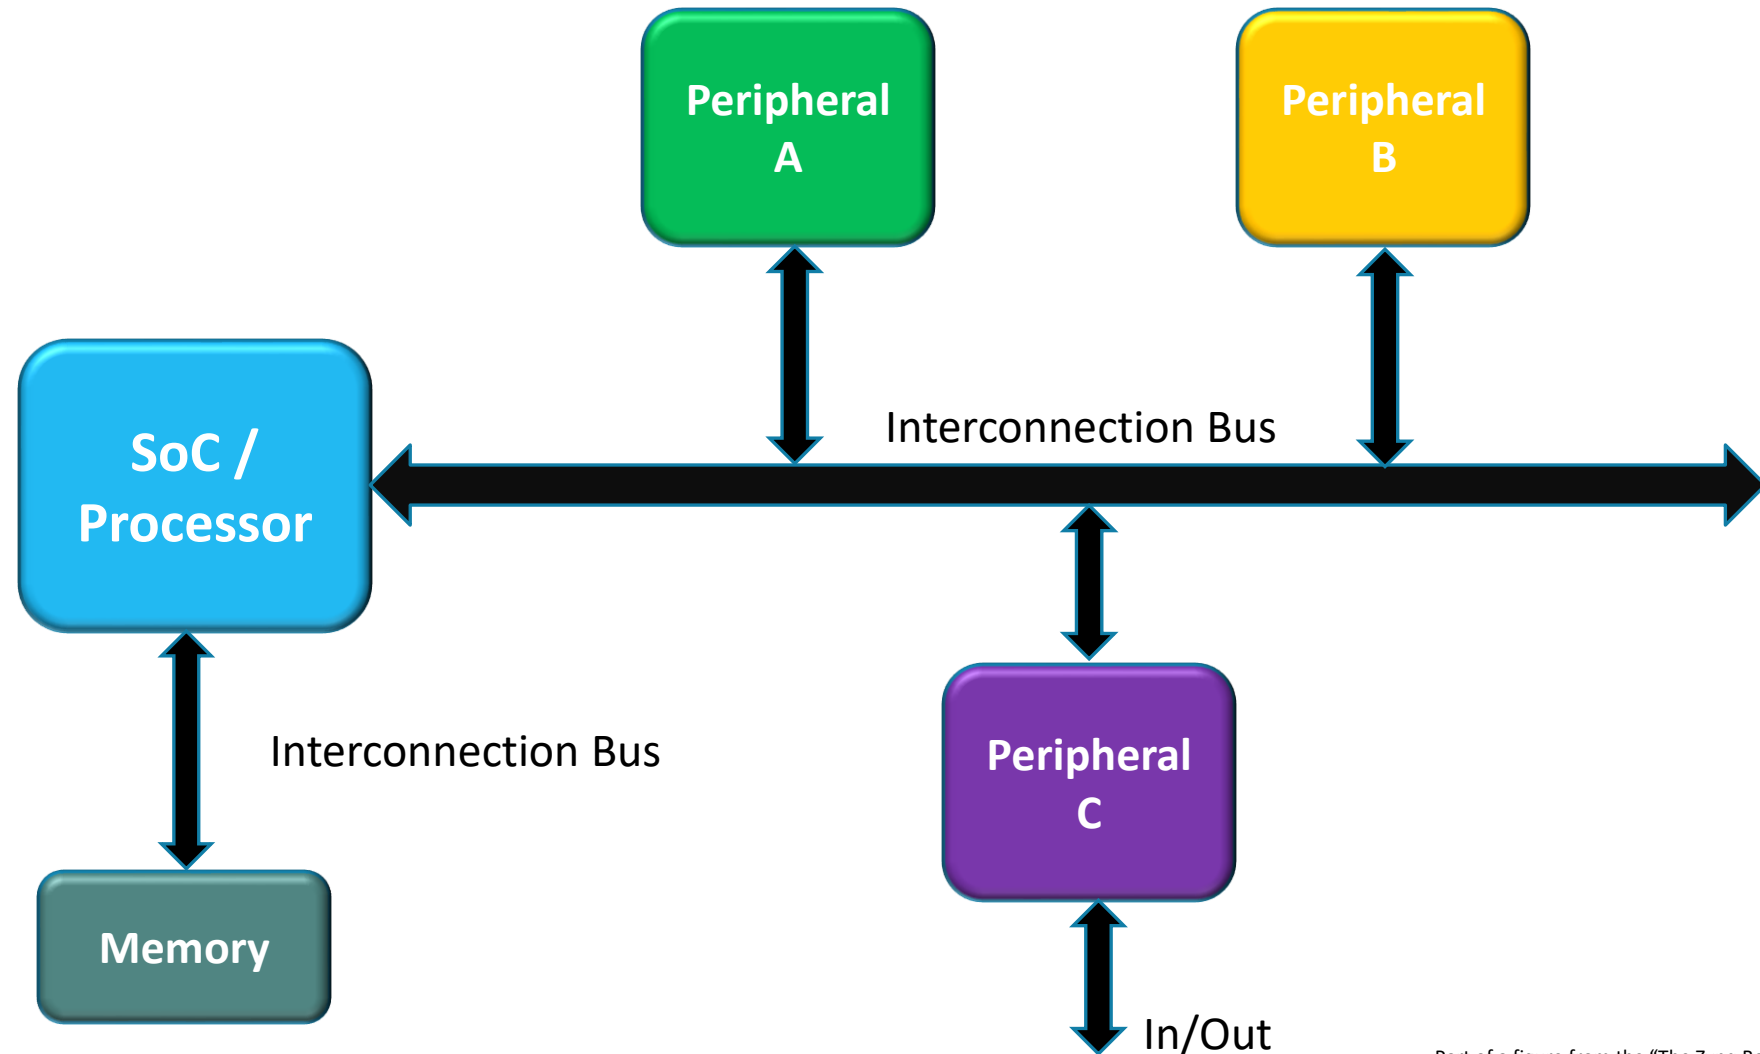 Peripheral
A
Peripheral
B
SoC /
Processor
Interconnection Bus
Interconnection Bus
Peripheral
C
Memory
In/Out